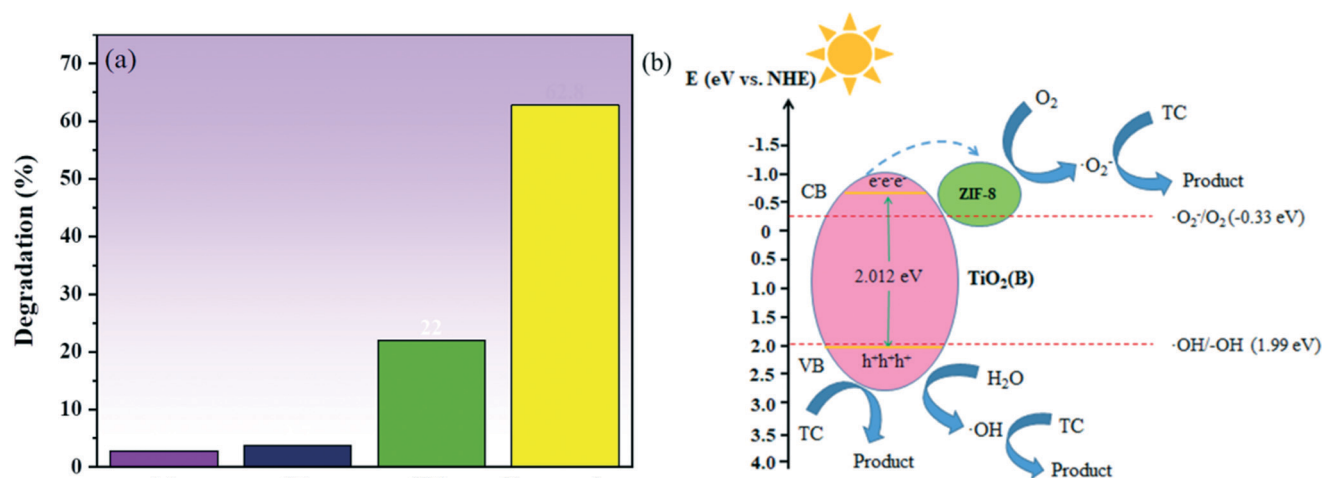 (a)
Degradation (%)
70
60
50
40
30
20
10
0
22
62.8
(b)
E (eV vs. NHE)
-1.5
-1.0
-0.5
0
0.5
1.0
1.5
2.0
2.5
3.0
3.5
4.0
CB
VB
e⁻e⁻e⁻
2.012 eV
h⁺h⁺h⁺
ZIF-8
TiO₂(B)
O₂
·O₂⁻
TC
Product
·O₂⁻/O₂ (-0.33 eV)
·OH/-OH (1.99 eV)
H₂O
·OH
TC
Product
TC
Product